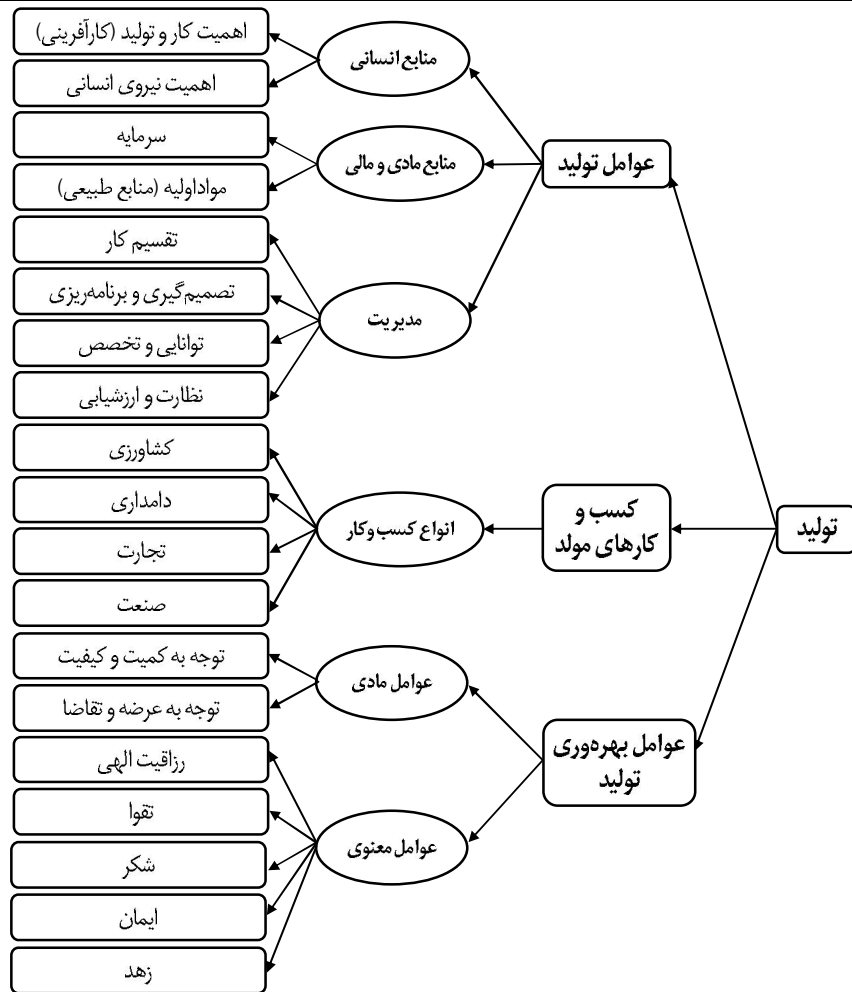 تولید
عوامل تولید
کسب و
کارهای مولد
عوامل بهره‌وری
تولید
منابع انسانی
منابع مادی و مالی
مدیریت
انواع کسب‌وکار
عوامل مادی
عوامل معنوی
اهمیت کار و تولید (کارآفرینی)
اهمیت نیروی انسانی
سرمایه
مواداولیه (منابع طبیعی)
تقسیم کار
تصمیم‌گیری و برنامه‌ریزی
توانایی و تخصص
نظارت و ارزشیابی
کشاورزی
دامداری
تجارت
صنعت
توجه به کمیت و کیفیت
توجه به عرضه و تقاضا
رزاقیت الهی
تقوا
شکر
ایمان
زهد